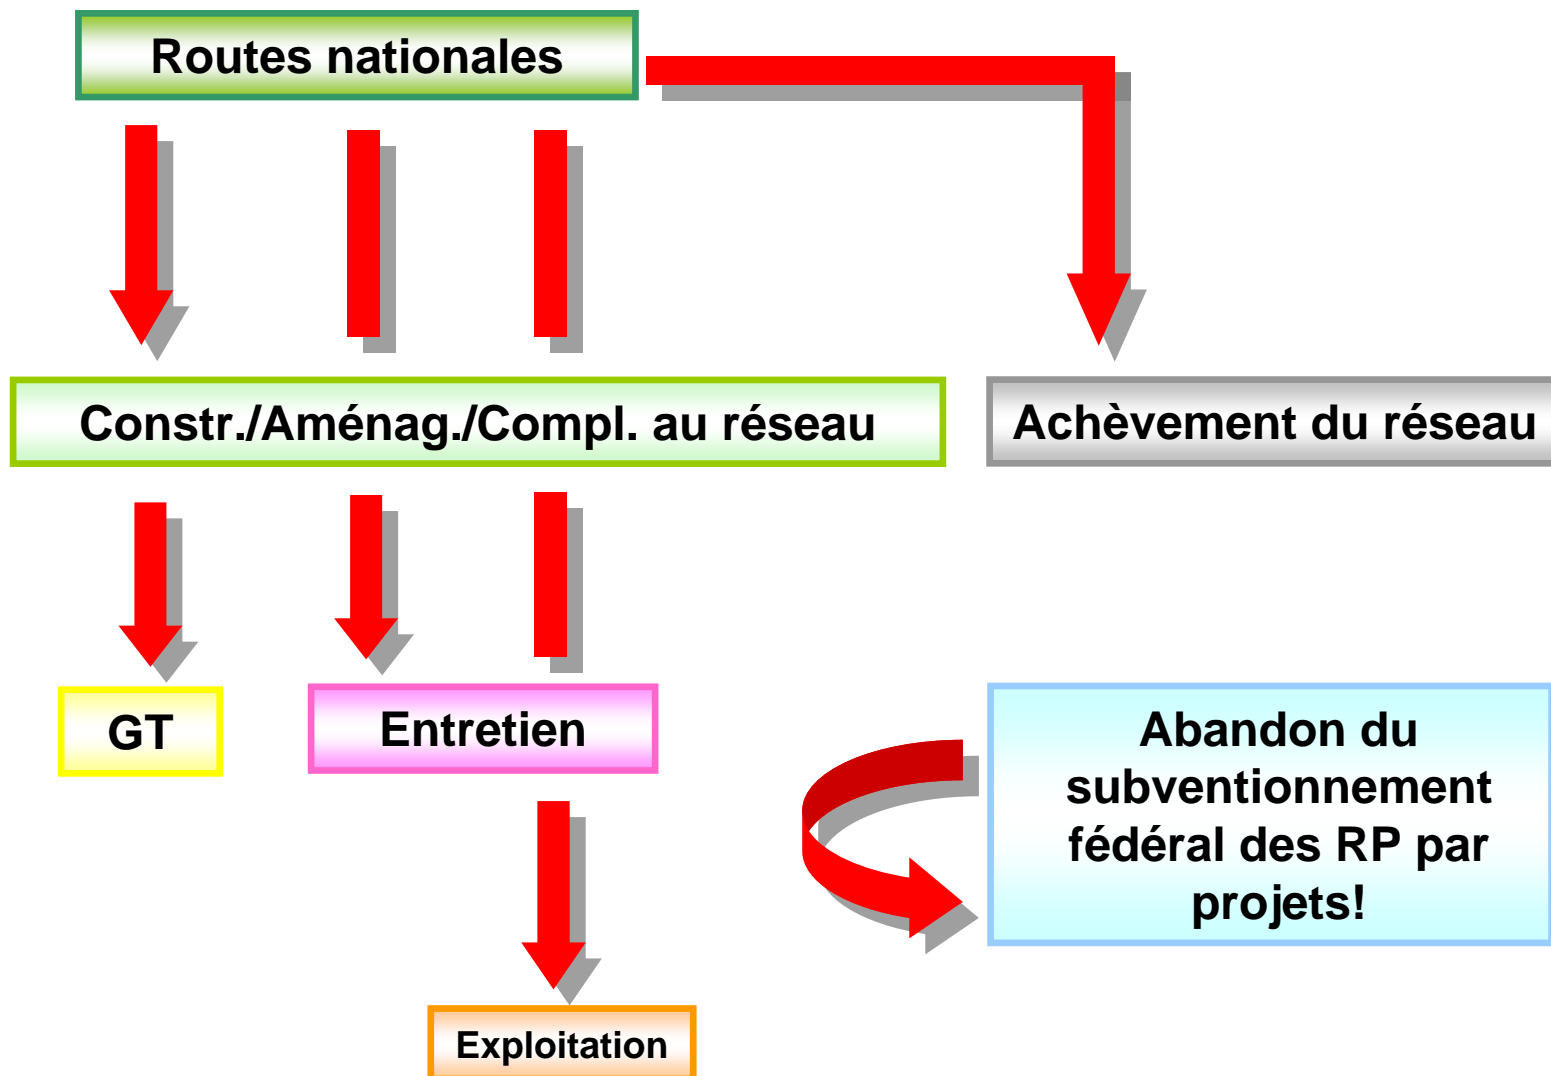 Routes nationales
Constr./Aménag./Compl. au réseau
Achèvement du réseau
GT
Entretien
Abandon du
subventionnement
fédéral des RP par
projets!
Exploitation